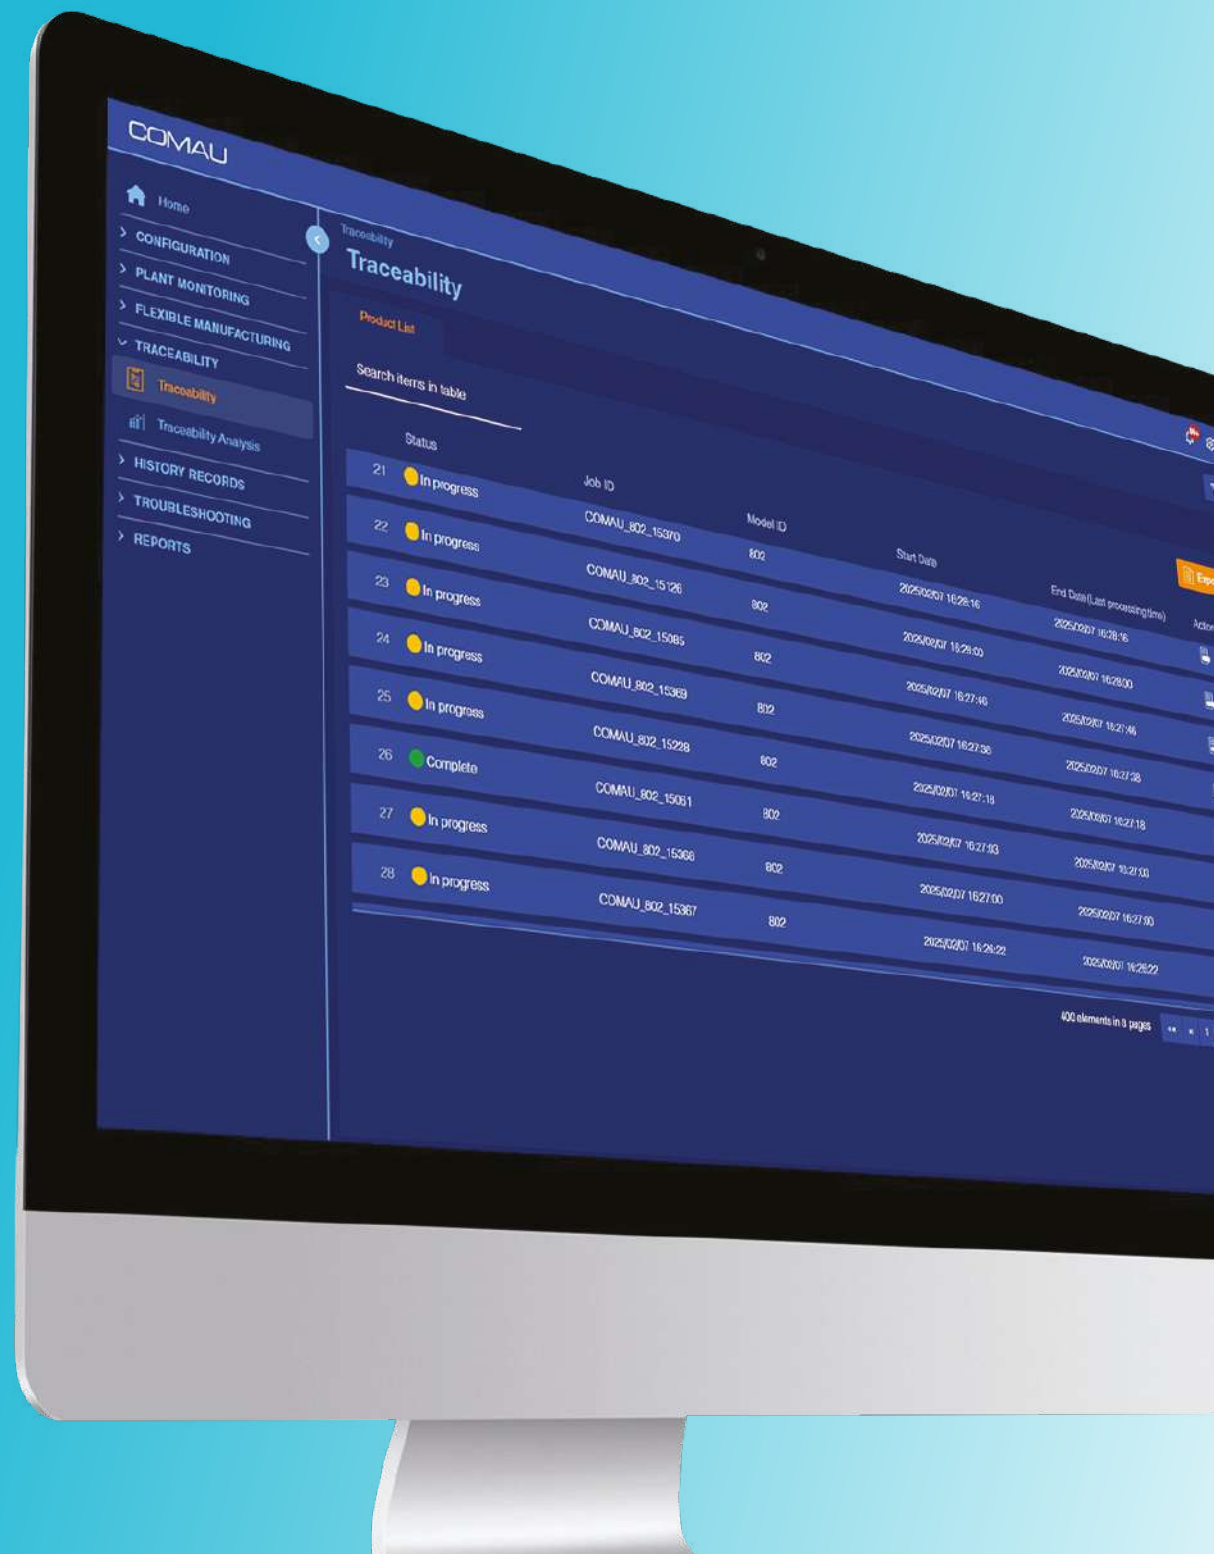 COMAU
Home
CONFIGURATION
PLANT MONITORING
FLEXIBLE MANUFACTURING
TRACEABILITY
Traceability
Traceability Analysis
HISTORY RECORDS
TROUBLESHOOTING
REPORTS
Traceability
Traceability
Product List
Search items in table
Status Job ID Model ID Start Date End Date (Last processing time)
21 In progress COMAU_802_15370 802 2025/02/07 16:28:16 2025/02/07 16:28:16
22 In progress COMAU_802_15126 802 2025/02/07 16:28:00 2025/02/07 16:28:00
23 In progress COMAU_802_15085 802 2025/02/07 16:27:46 2025/02/07 16:27:46
24 In progress COMAU_802_15369 802 2025/02/07 16:27:38 2025/02/07 16:27:38
25 In progress COMAU_802_15228 802 2025/02/07 16:27:18 2025/02/07 16:27:18
26 Complete COMAU_802_15061 802 2025/02/07 16:27:03 2025/02/07 16:27:03
27 In progress COMAU_802_15368 802 2025/02/07 16:27:00 2025/02/07 16:27:00
28 In progress COMAU_802_15367 802 2025/02/07 16:26:22 2025/02/07 16:26:22
400 elements in 8 pages 1